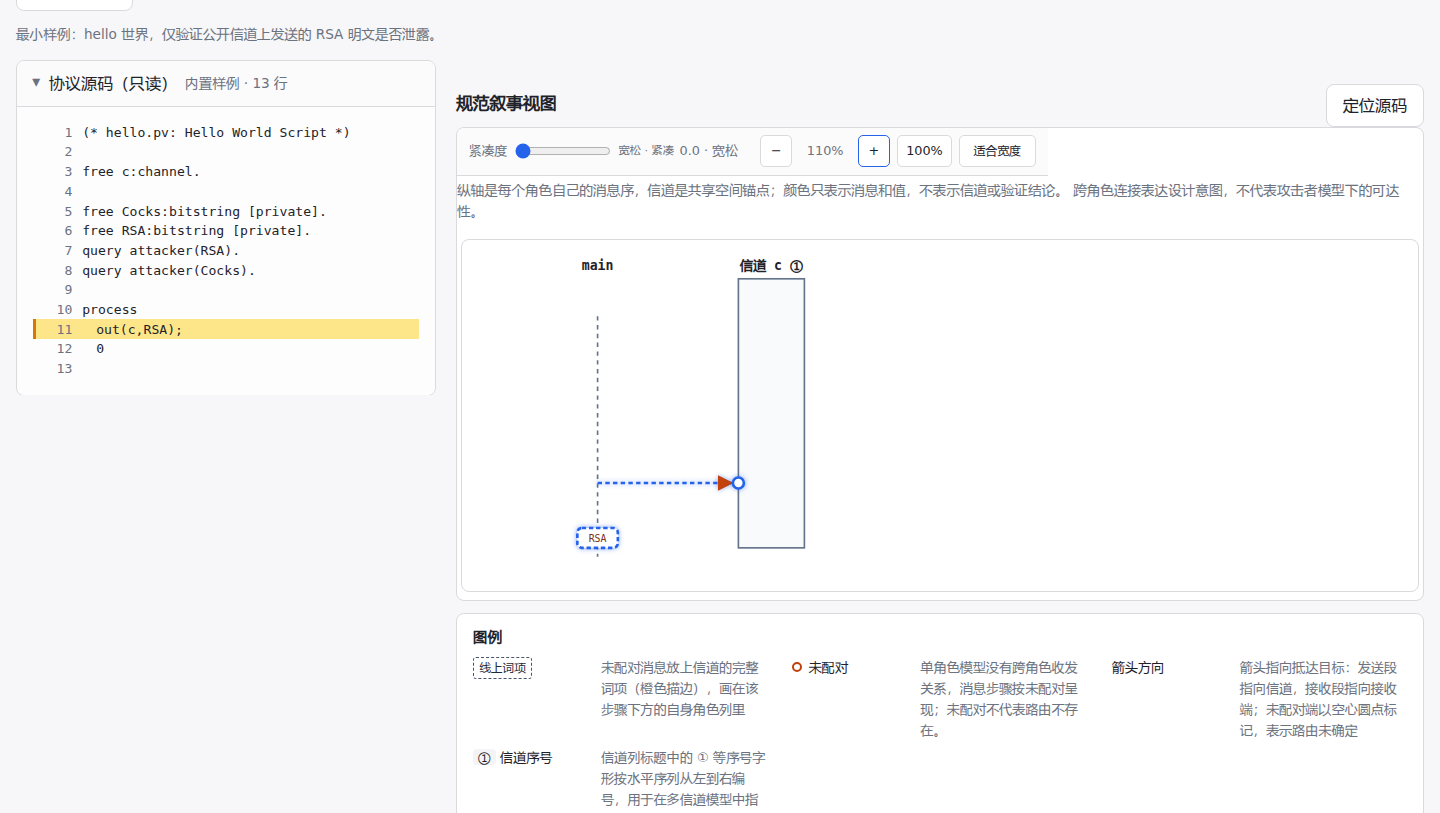 最小样例：hello 世界，仅验证公开信道上发送的 RSA 明文是否泄露。
▼ 协议源码（只读） 内置样例 · 13 行
1 (* hello.pv: Hello World Script *)
2
3 free c:channel.
4
5 free Cocks:bitstring [private].
6 free RSA:bitstring [private].
7 query attacker(RSA).
8 query attacker(Cocks).
9
10 process
11 out(c,RSA);
12 0
13
规范叙事视图
定位源码
紧凑度 宽松 · 紧凑 0.0 · 宽松 − 110% + 100% 适合宽度
纵轴是每个角色自己的消息序，信道是共享空间锚点；颜色只表示消息和值，不表示信道或验证结论。 跨角色连接表达设计意图，不代表攻击者模型下的可达
性。
main 信道 c ①
RSA
图例
线上词项
未配对消息放上信道的完整
词项（橙色描边），画在该
步骤下方的自身角色列里
未配对
单角色模型没有跨角色收发
关系，消息步骤按未配对呈
现；未配对不代表路由不存
在。
箭头方向
箭头指向抵达目标：发送段
指向信道，接收段指向接收
端；未配对端以空心圆点标
记，表示路由未确定
① 信道序号
信道列标题中的 ① 等序号字
形按水平序列从左到右编
号，用于在多信道模型中指